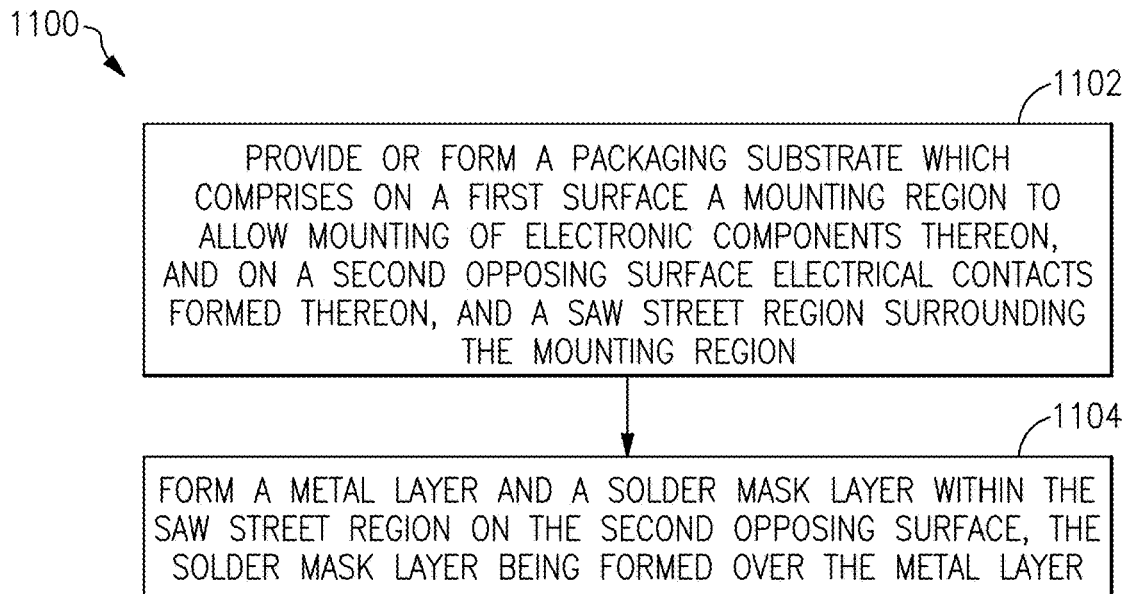 1100
1102
PROVIDE OR FORM A PACKAGING SUBSTRATE WHICH
COMPRISES ON A FIRST SURFACE A MOUNTING REGION TO
ALLOW MOUNTING OF ELECTRONIC COMPONENTS THEREON,
AND ON A SECOND OPPOSING SURFACE ELECTRICAL CONTACTS
FORMED THEREON, AND A SAW STREET REGION SURROUNDING
THE MOUNTING REGION
1104
FORM A METAL LAYER AND A SOLDER MASK LAYER WITHIN THE
SAW STREET REGION ON THE SECOND OPPOSING SURFACE, THE
SOLDER MASK LAYER BEING FORMED OVER THE METAL LAYER